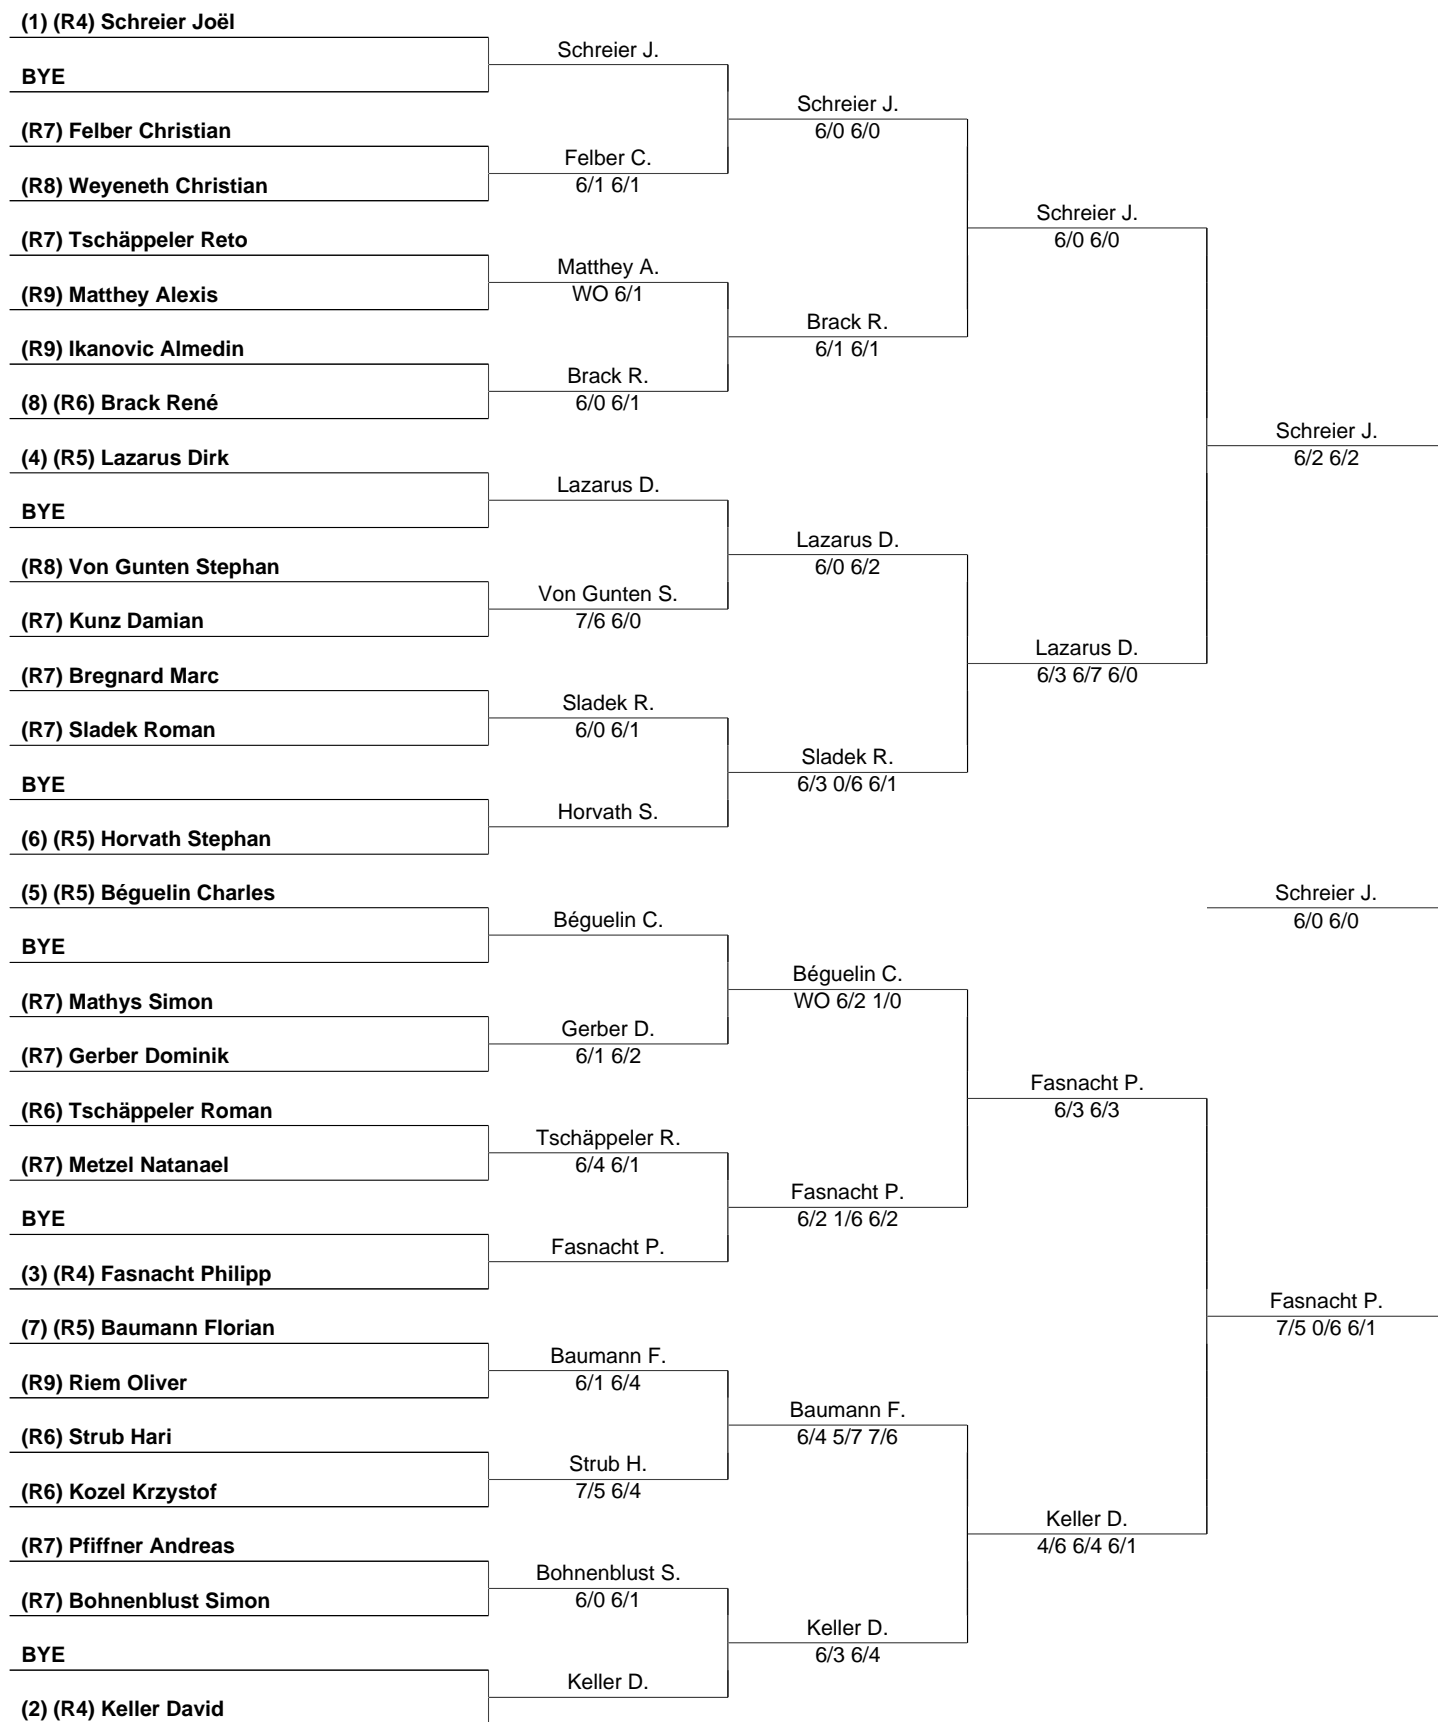 (1) (R4) Schreier Joël
BYE
(R7) Felber Christian
(R8) Weyeneth Christian
(R7) Tschäppeler Reto
(R9) Matthey Alexis
(R9) Ikanovic Almedin
(8) (R6) Brack René
(4) (R5) Lazarus Dirk
BYE
(R8) Von Gunten Stephan
(R7) Kunz Damian
(R7) Bregnard Marc
(R7) Sladek Roman
BYE
(6) (R5) Horvath Stephan
(5) (R5) Béguelin Charles
BYE
(R7) Mathys Simon
(R7) Gerber Dominik
(R6) Tschäppeler Roman
(R7) Metzel Natanael
BYE
(3) (R4) Fasnacht Philipp
(7) (R5) Baumann Florian
(R9) Riem Oliver
(R6) Strub Hari
(R6) Kozel Krzystof
(R7) Pfiffner Andreas
(R7) Bohnenblust Simon
BYE
(2) (R4) Keller David
Schreier J.
Felber C.
6/1 6/1
Matthey A.
WO 6/1
Brack R.
6/0 6/1
Lazarus D.
Von Gunten S.
7/6 6/0
Sladek R.
6/0 6/1
Horvath S.
Béguelin C.
Gerber D.
6/1 6/2
Tschäppeler R.
6/4 6/1
Fasnacht P.
Baumann F.
6/1 6/4
Strub H.
7/5 6/4
Bohnenblust S.
6/0 6/1
Keller D.
Schreier J.
6/0 6/0
Brack R.
6/1 6/1
Lazarus D.
6/0 6/2
Sladek R.
6/3 0/6 6/1
Béguelin C.
WO 6/2 1/0
Fasnacht P.
6/2 1/6 6/2
Baumann F.
6/4 5/7 7/6
Keller D.
6/3 6/4
Schreier J.
6/0 6/0
Lazarus D.
6/3 6/7 6/0
Fasnacht P.
6/3 6/3
Keller D.
4/6 6/4 6/1
Schreier J.
6/2 6/2
Schreier J.
6/0 6/0
Fasnacht P.
7/5 0/6 6/1